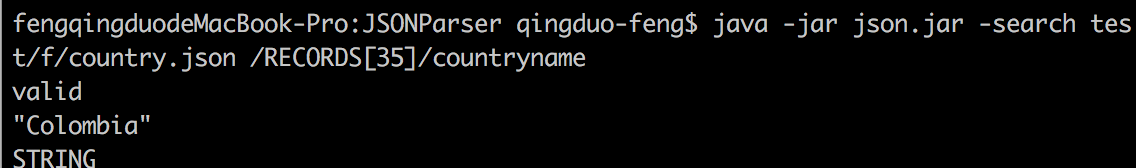 fengqingduodeMacBook-Pro:JSONParser qingduo-feng$ java -jar json.jar -search tes
t/f/country.json /RECORDS[35]/countryname
valid
"Colombia"
STRING